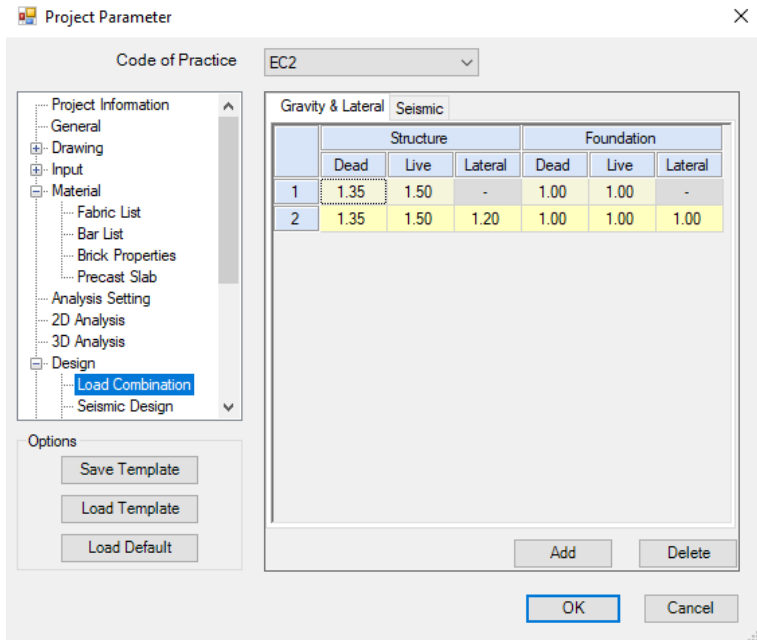 Project Parameter
Code of Practice EC2
Project Information
General
Drawing
Input
Material
Fabric List
Bar List
Brick Properties
Precast Slab
Analysis Setting
2D Analysis
3D Analysis
Design
Load Combination
Seismic Design
Options
Save Template
Load Template
Load Default
Gravity & Lateral Seismic
Structure Foundation
Dead Live Lateral Dead Live Lateral
1 1.35 1.50 - 1.00 1.00 -
2 1.35 1.50 1.20 1.00 1.00 1.00
Add Delete
OK Cancel